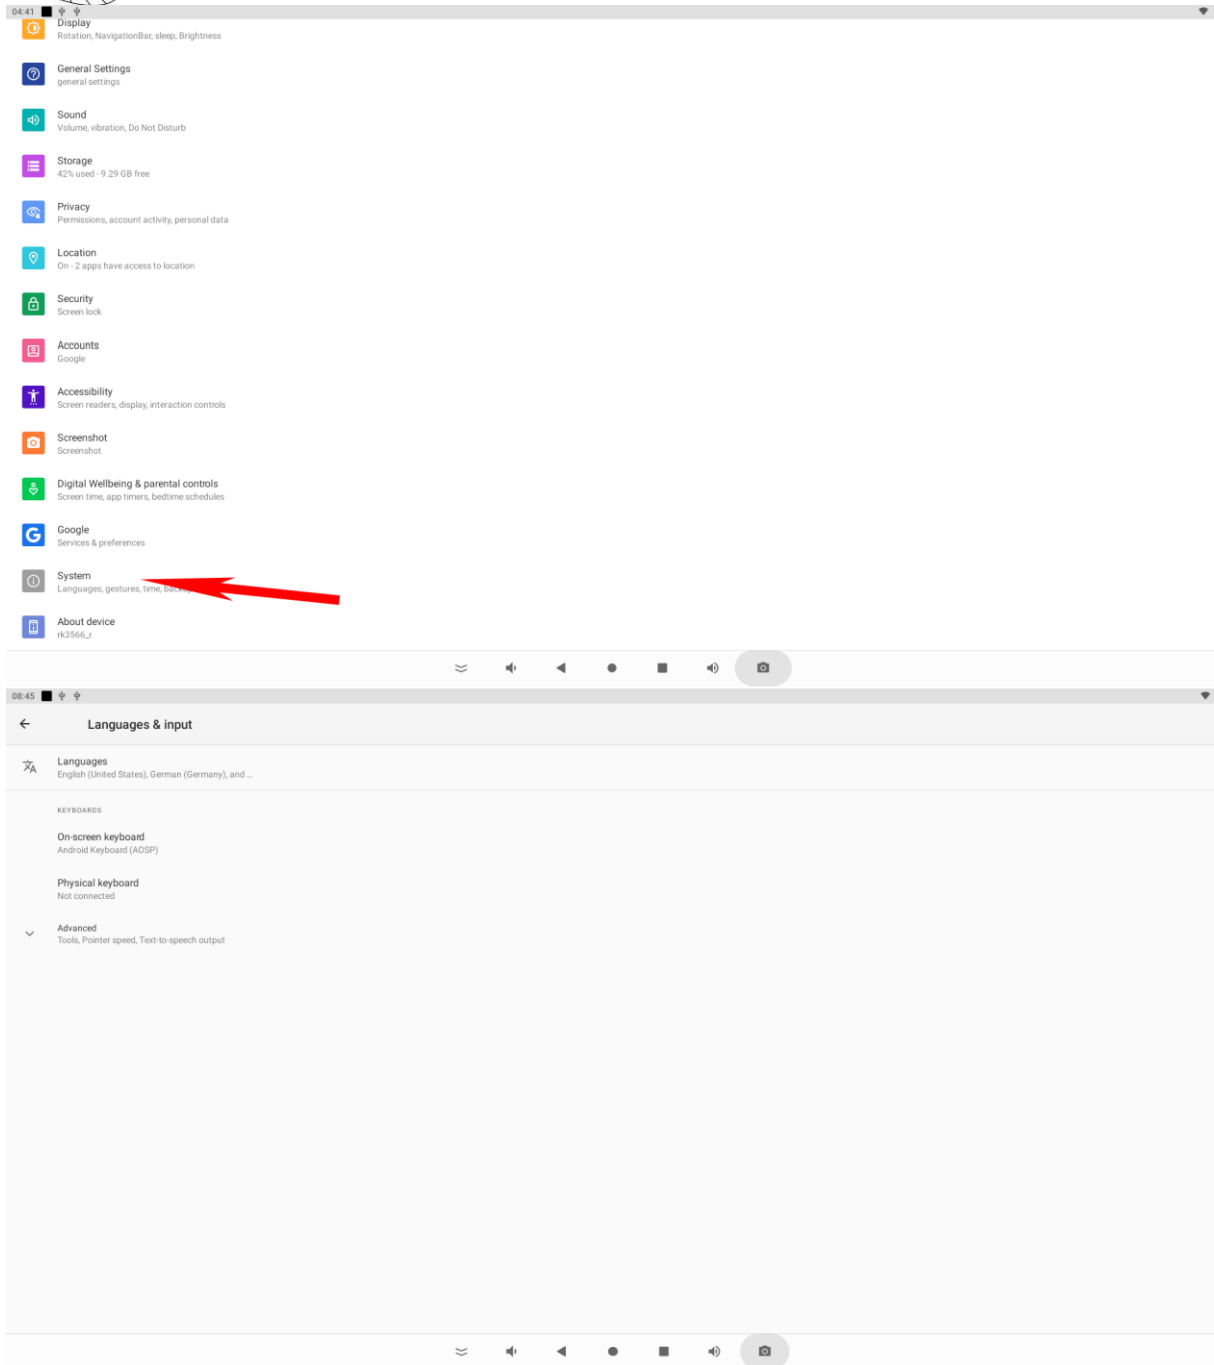 04:41
Display
Rotation, NavigationBar, sleep, Brightness
General Settings
general settings
Sound
Volume, vibration, Do Not Disturb
Storage
42% used - 9.29 GB free
Privacy
Permissions, account activity, personal data
Location
On - 2 apps have access to location
Security
Screen lock
Accounts
Google
Accessibility
Screen readers, display, interaction controls
Screenshot
Screenshot
Digital Wellbeing & parental controls
Screen time, app timers, bedtime schedules
Google
Services & preferences
System
Languages, gestures, time,
About device
rk3566_r
08:45
Languages & input
Languages
English (United States), German (Germany), and ...
KEYBOARDS
On-screen keyboard
Android Keyboard (AOSP)
Physical keyboard
Not connected
Advanced
Tools, Pointer speed, Text-to-speech output